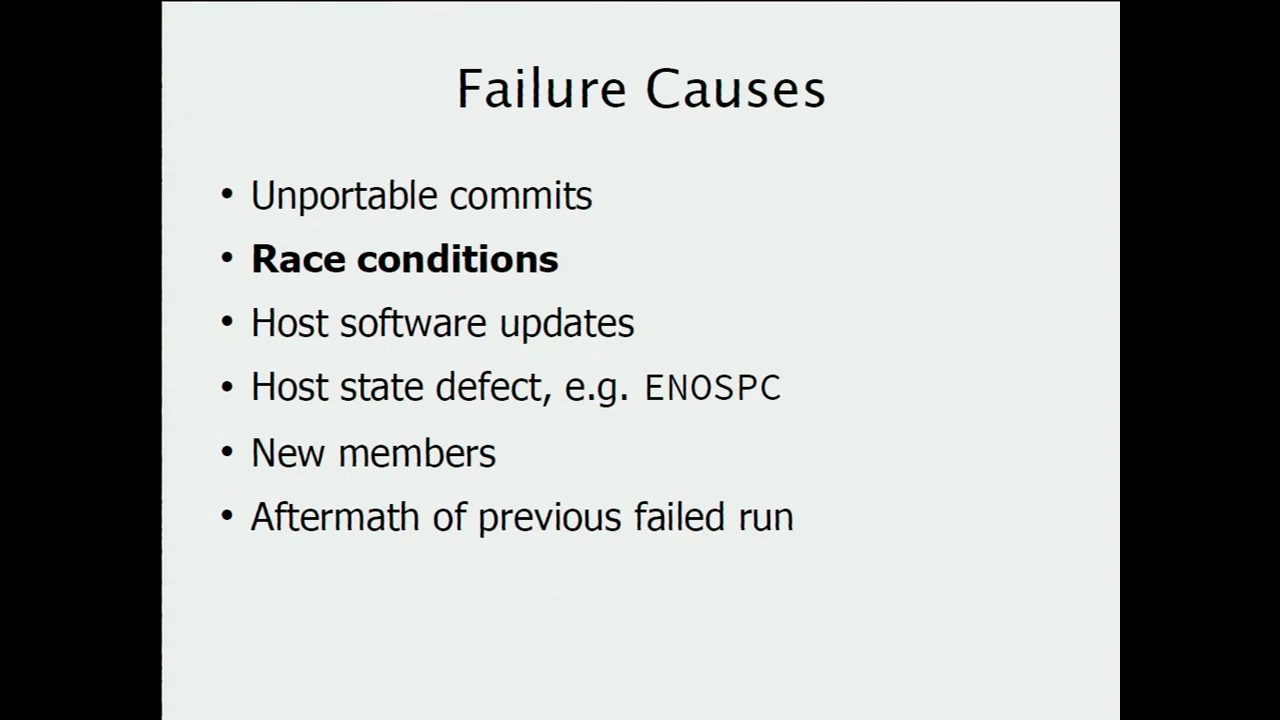 Failure Causes
• Unportable commits
• Race conditions
• Host software updates
• Host state defect, e.g. ENOSPC
• New members
• Aftermath of previous failed run